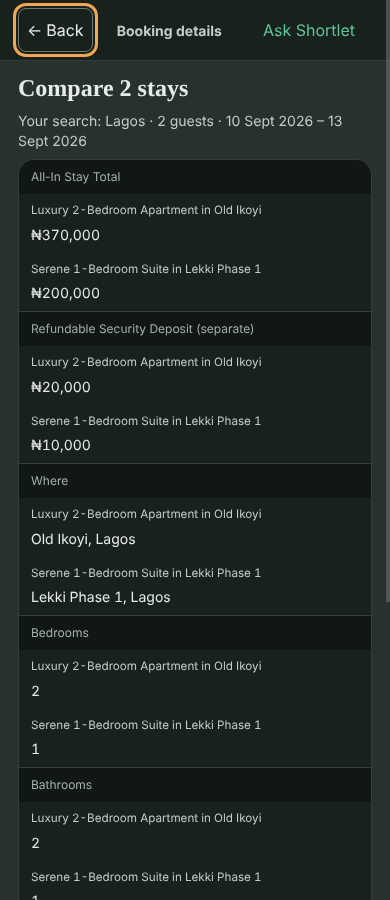 ← Back
Booking details
Ask Shortlet
Compare 2 stays
Your search: Lagos · 2 guests · 10 Sept 2026 – 13
Sept 2026
All-In Stay Total
Luxury 2-Bedroom Apartment in Old Ikoyi
₦370,000
Serene 1-Bedroom Suite in Lekki Phase 1
₦200,000
Refundable Security Deposit (separate)
Luxury 2-Bedroom Apartment in Old Ikoyi
₦20,000
Serene 1-Bedroom Suite in Lekki Phase 1
₦10,000
Where
Luxury 2-Bedroom Apartment in Old Ikoyi
Old Ikoyi, Lagos
Serene 1-Bedroom Suite in Lekki Phase 1
Lekki Phase 1, Lagos
Bedrooms
Luxury 2-Bedroom Apartment in Old Ikoyi
2
Serene 1-Bedroom Suite in Lekki Phase 1
1
Bathrooms
Luxury 2-Bedroom Apartment in Old Ikoyi
2
Serene 1-Bedroom Suite in Lekki Phase 1